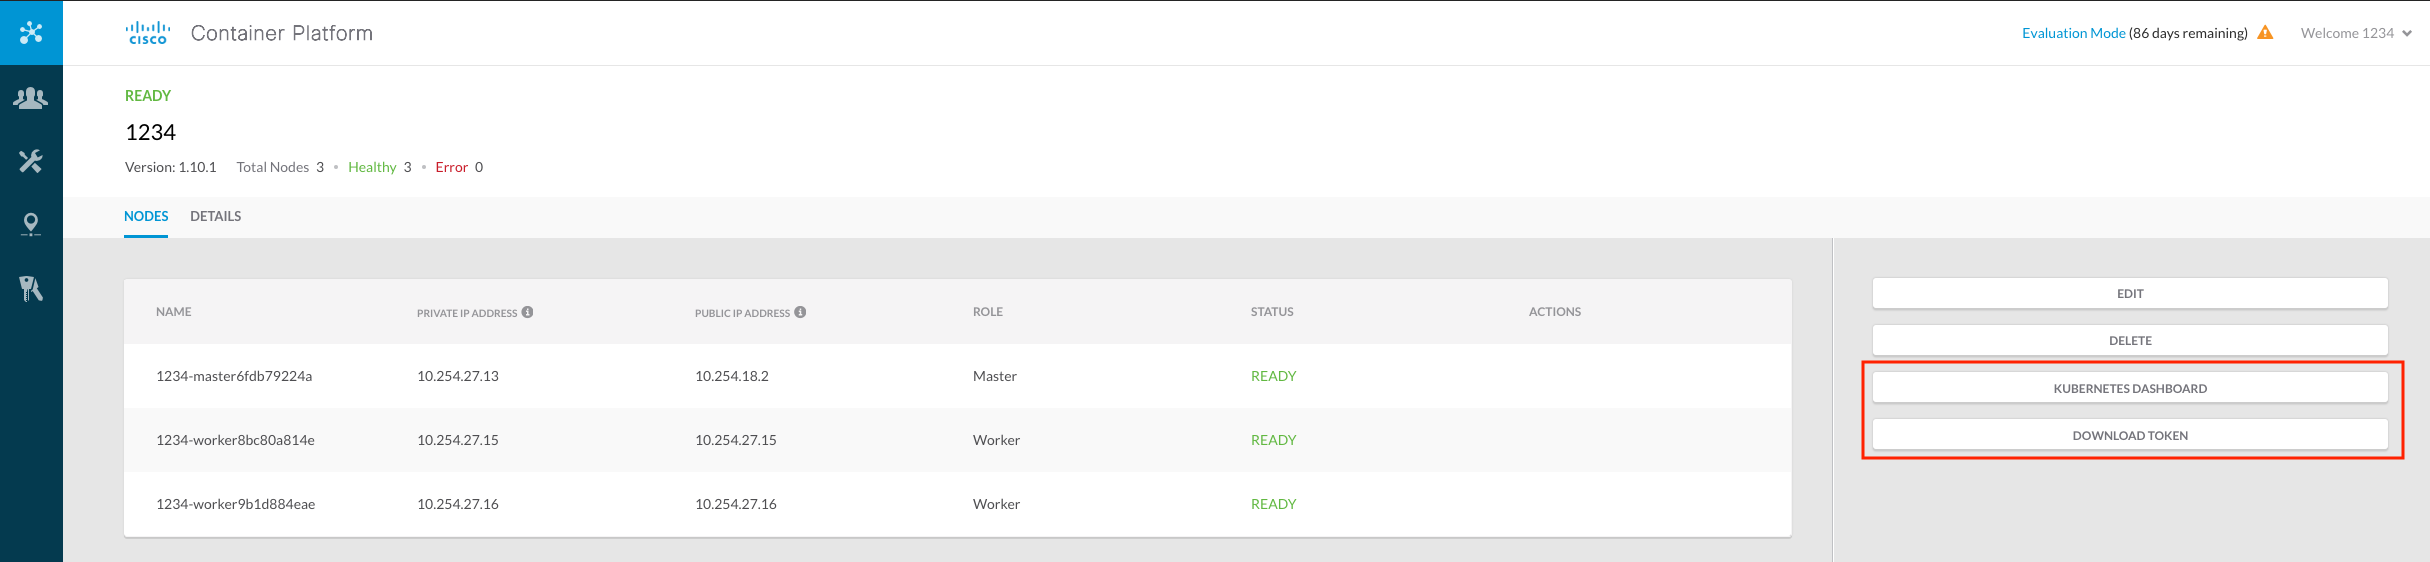 CISCO Container Platform Evaluation Mode (86 days remaining) Welcome 1234
READY
1234
Version: 1.10.1 Total Nodes 3 • Healthy 3 • Error 0
NODES DETAILS
NAME PRIVATE IP ADDRESS PUBLIC IP ADDRESS ROLE STATUS ACTIONS
1234-master6fdb79224a 10.254.27.13 10.254.18.2 Master READY
1234-worker8bc80a814e 10.254.27.15 10.254.27.15 Worker READY
1234-worker9b1d884eae 10.254.27.16 10.254.27.16 Worker READY
EDIT
DELETE
KUBERNETES DASHBOARD
DOWNLOAD TOKEN